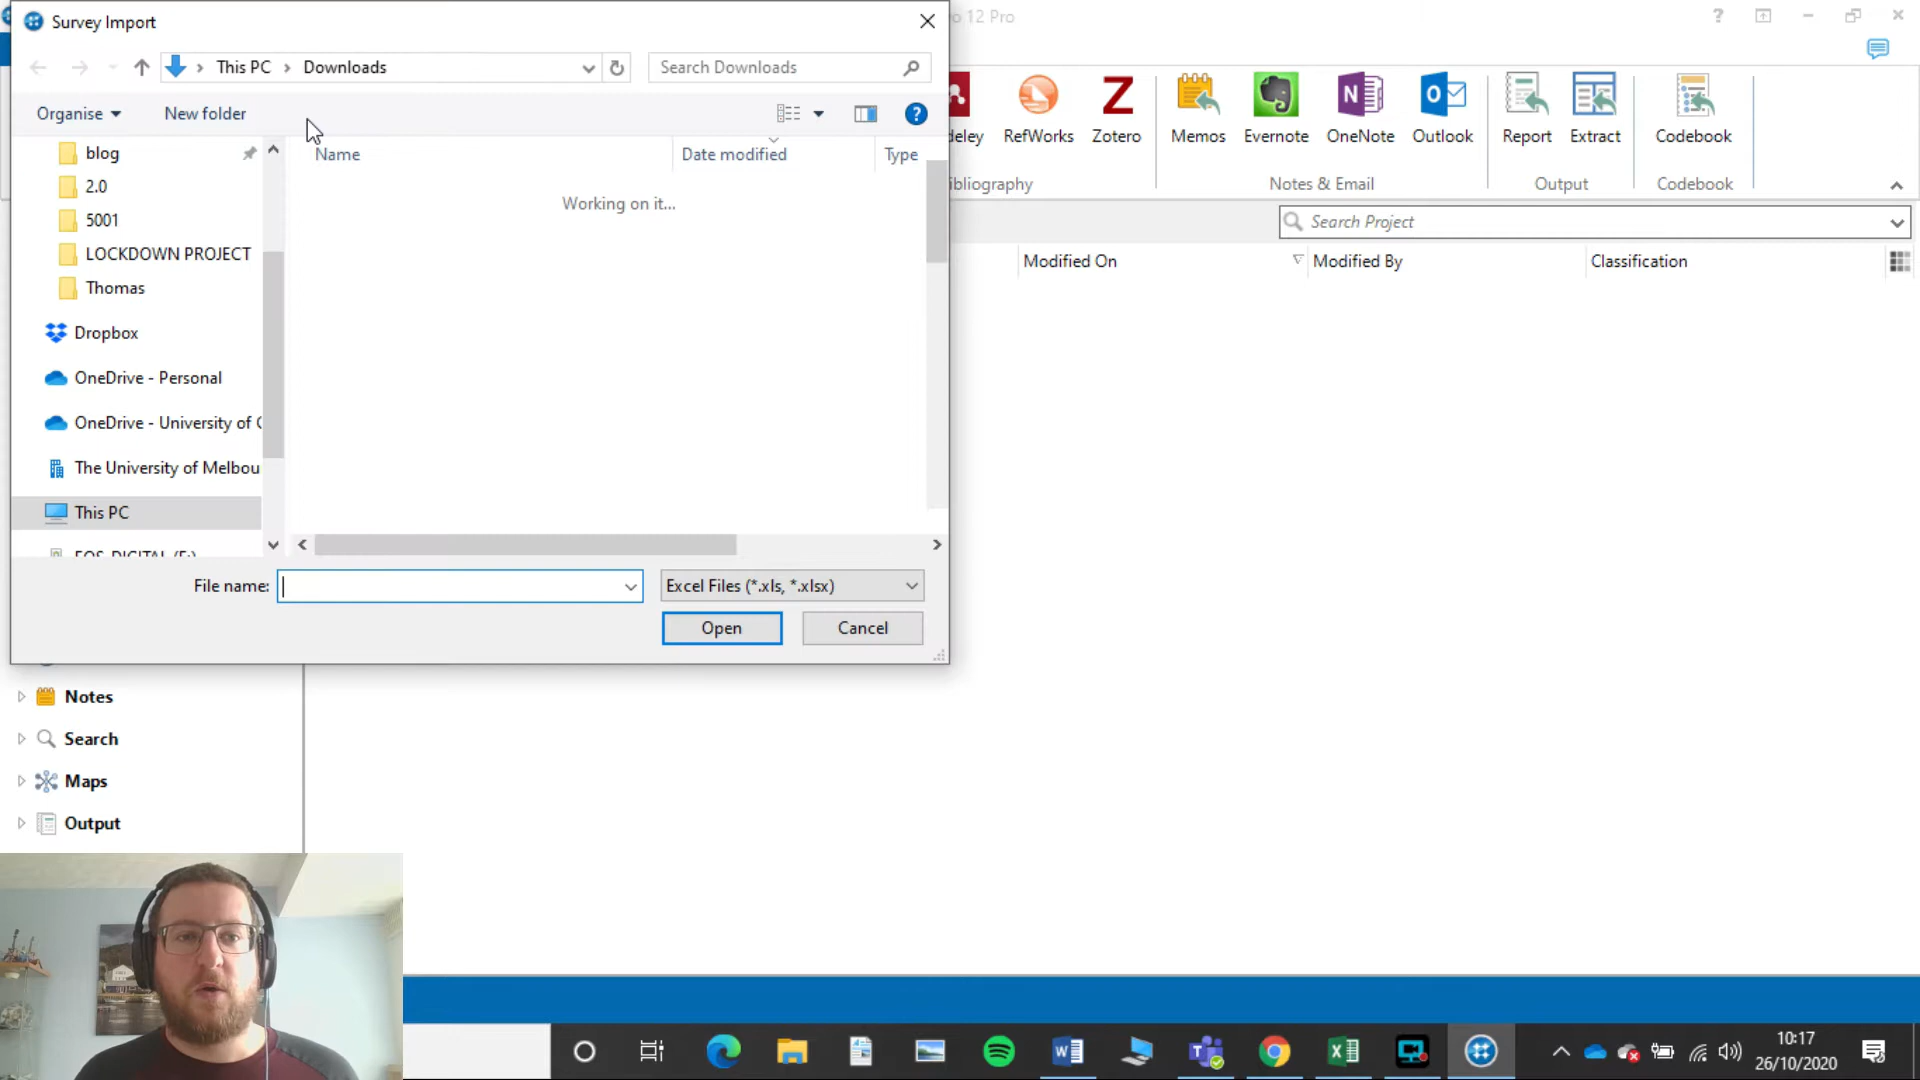 Survey Import
o 12 Pro
This PC
Downloads
Search Downloads
Organise
New folder
Name
Date modified
Type
Working on it...
blog
2.0
5001
LOCKDOWN PROJECT
Thomas
Dropbox
OneDrive - Personal
OneDrive - University of
The University of Melbou
This PC
EOS_DIGITAL (F:)
File name:
Excel Files (*.xls, *.xlsx)
Open
Cancel
deley
RefWorks
Zotero
Memos
Evernote
OneNote
Outlook
Report
Extract
Codebook
ibliography
Notes & Email
Output
Codebook
Search Project
Modified On
Modified By
Classification
Notes
Search
Maps
Output
10:17
26/10/2020